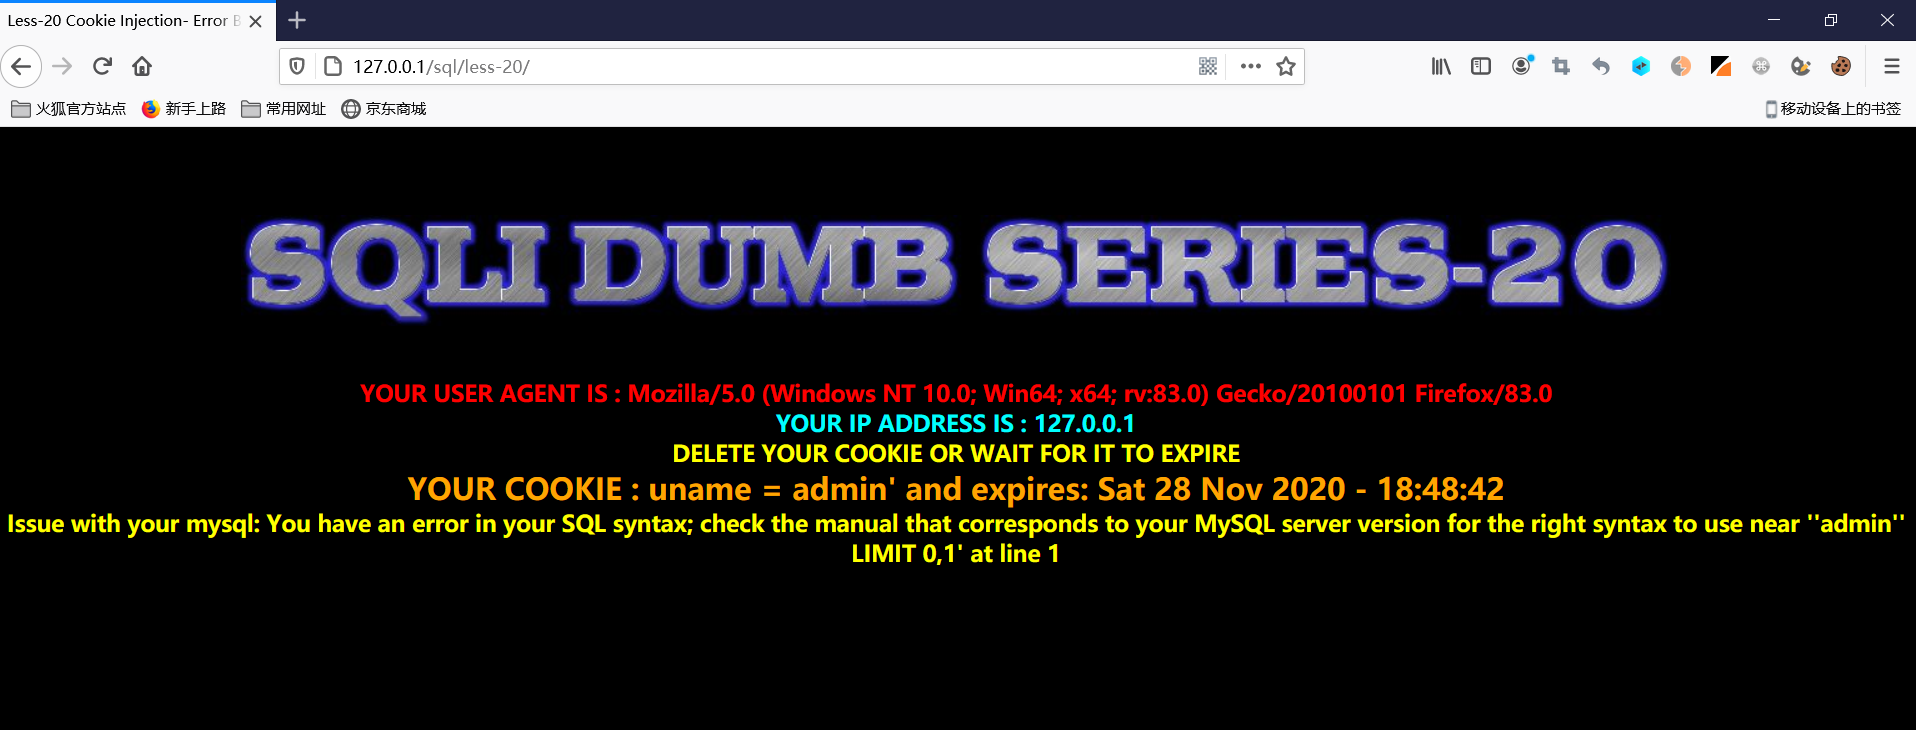 Less-20 Cookie Injection- Error B
127.0.0.1/sql/less-20/
火狐官方站点 新手上路 常用网址 京东商城 移动设备上的书签
SQLI DUMB SERIES-20
YOUR USER AGENT IS : Mozilla/5.0 (Windows NT 10.0; Win64; x64; rv:83.0) Gecko/20100101 Firefox/83.0
YOUR IP ADDRESS IS : 127.0.0.1
DELETE YOUR COOKIE OR WAIT FOR IT TO EXPIRE
YOUR COOKIE : uname = admin' and expires: Sat 28 Nov 2020 - 18:48:42
Issue with your mysql: You have an error in your SQL syntax; check the manual that corresponds to your MySQL server version for the right syntax to use near ''admin''
LIMIT 0,1' at line 1